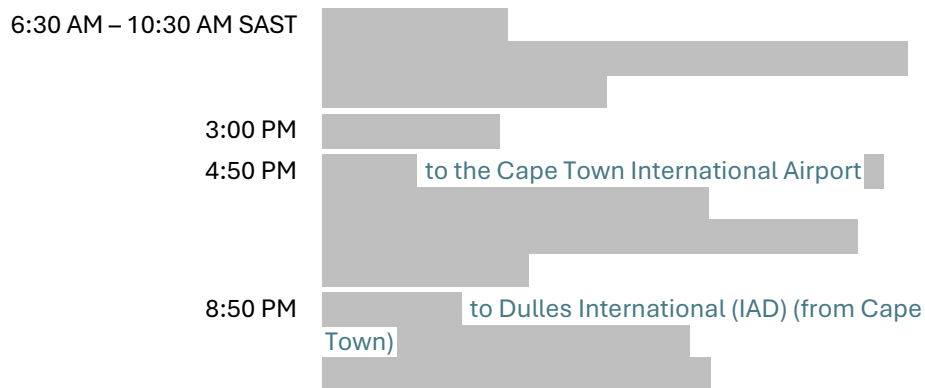 6:30 AM – 10:30 AM SAST
3:00 PM
4:50 PM to the Cape Town International Airport
8:50 PM to Dulles International (IAD) (from Cape
Town)